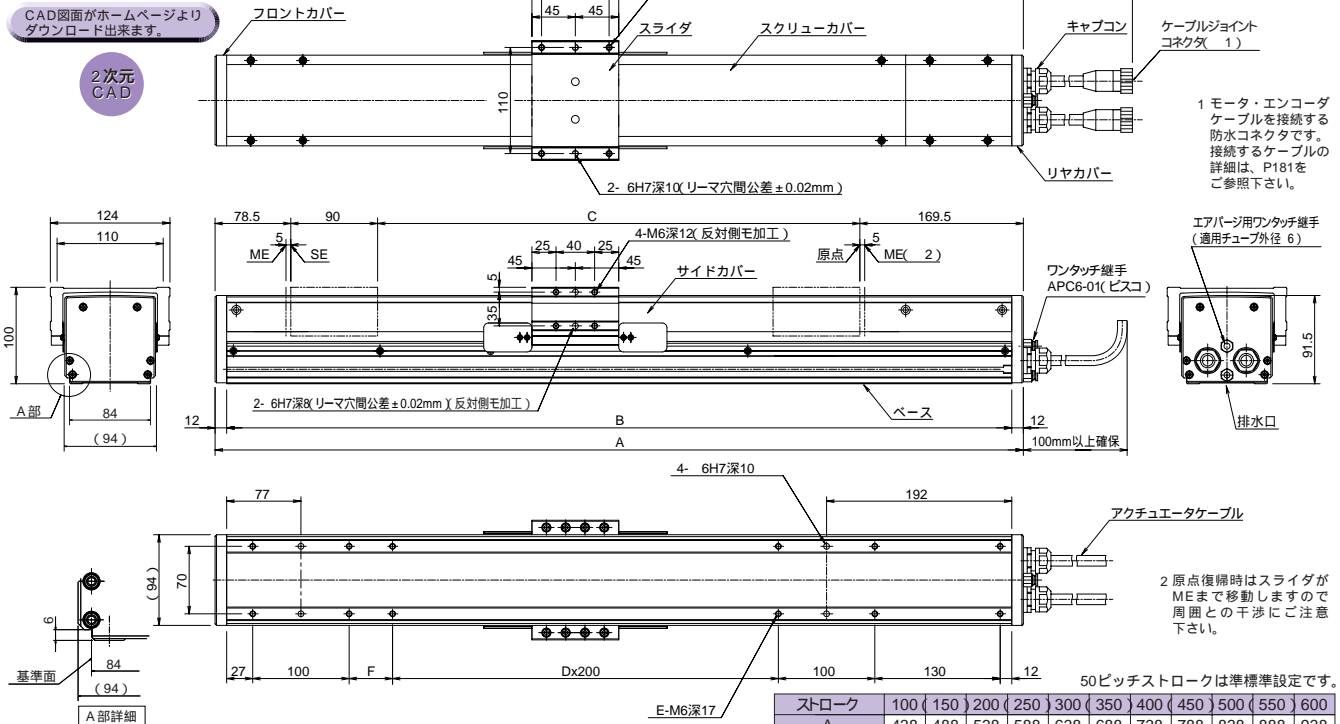 CAD図面がホームページより
ダウンロード出来ます。
2次元
CAD
フロントカバー
45 45
スライダ
スクリューカバー
キャプコン
ケーブルジョイント
コネクタ( 1)
110
2- 6H7深10(リーマ穴間公差±0.02mm)
リヤカバー
1 モータ・エンコーダ
ケーブルを接続する
防水コネクタです。
接続するケーブルの
詳細は、P181を
ご参照下さい。
124
110
100
A部
84
(94)
78.5 90 C 169.5
5
ME SE
25 40 25
45 45
5
35
4-M6深12(反対側モ加工)
サイドカバー
原点
5
ME( 2)
ワンタッチ継手
APC6-01(ピスコ)
2- 6H7深8(リーマ穴間公差±0.02mm)(反対側モ加工)
ベース
12 B 12
A 100mm以上確保
エアパージ用ワンタッチ継手
(適用チューブ外径 6)
91.5
排水口
4- 6H7深10
77 192
アクチュエータケーブル
(94)
70
27 100 F Dx200 100 130 12
E-M6深17
2 原点復帰時はスライダが
MEまで移動しますので
周囲との干渉にご注意
下さい。
6
基準面
84
(94)
A部詳細
50ピッチストロークは準標準設定です。
ストローク 100 (150) 200 (250) 300 (350) 400 (450) 500 (550) 600
A 438 488 538 588 638 688 738 788 838 888 938